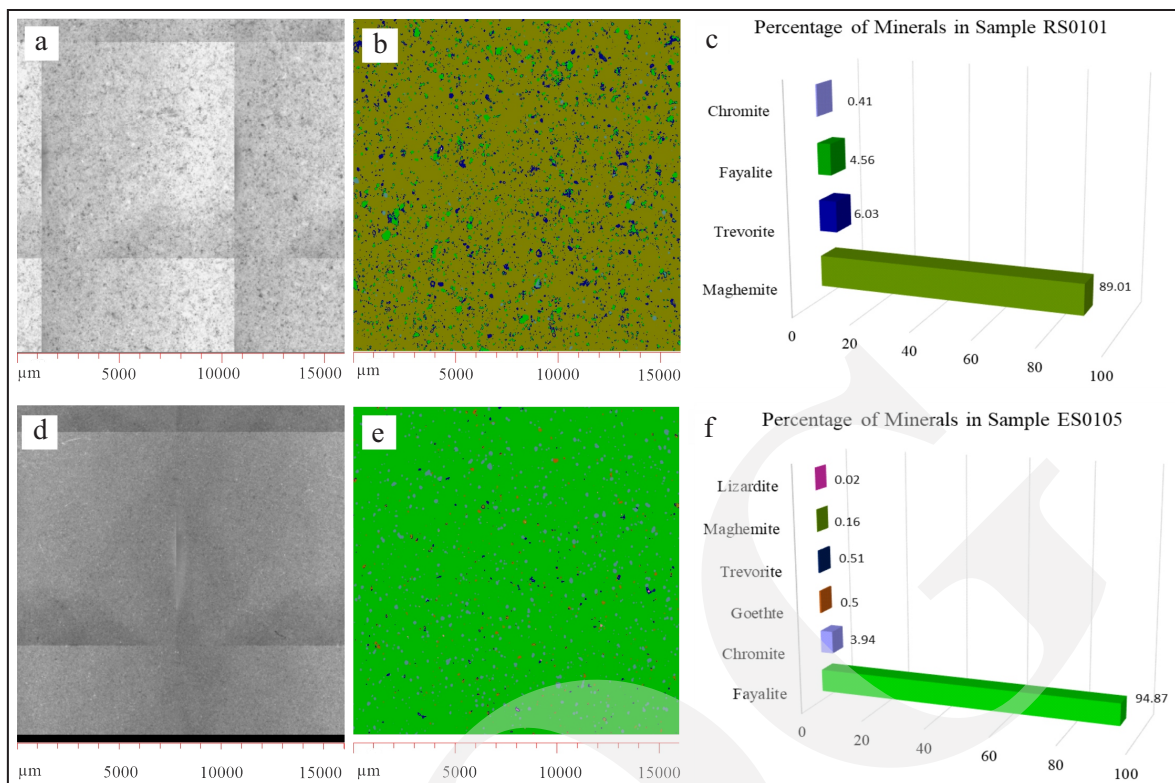 a
b
c
Percentage of Minerals in Sample RS0101
Chromite
0.41
Fayalite
4.56
Trevorite
6.03
Maghemite
89.01
0
20
40
60
80
100
µm 5000 10000 15000
µm 5000 10000 15000
d
e
f
Percentage of Minerals in Sample ES0105
Lizardite
0.02
Maghemite
0.16
Trevorite
0.51
Goethte
0.5
Chromite
3.94
Fayalite
94.87
0
20
40
60
80
100
µm 5000 10000 15000
µm 5000 10000 15000
G